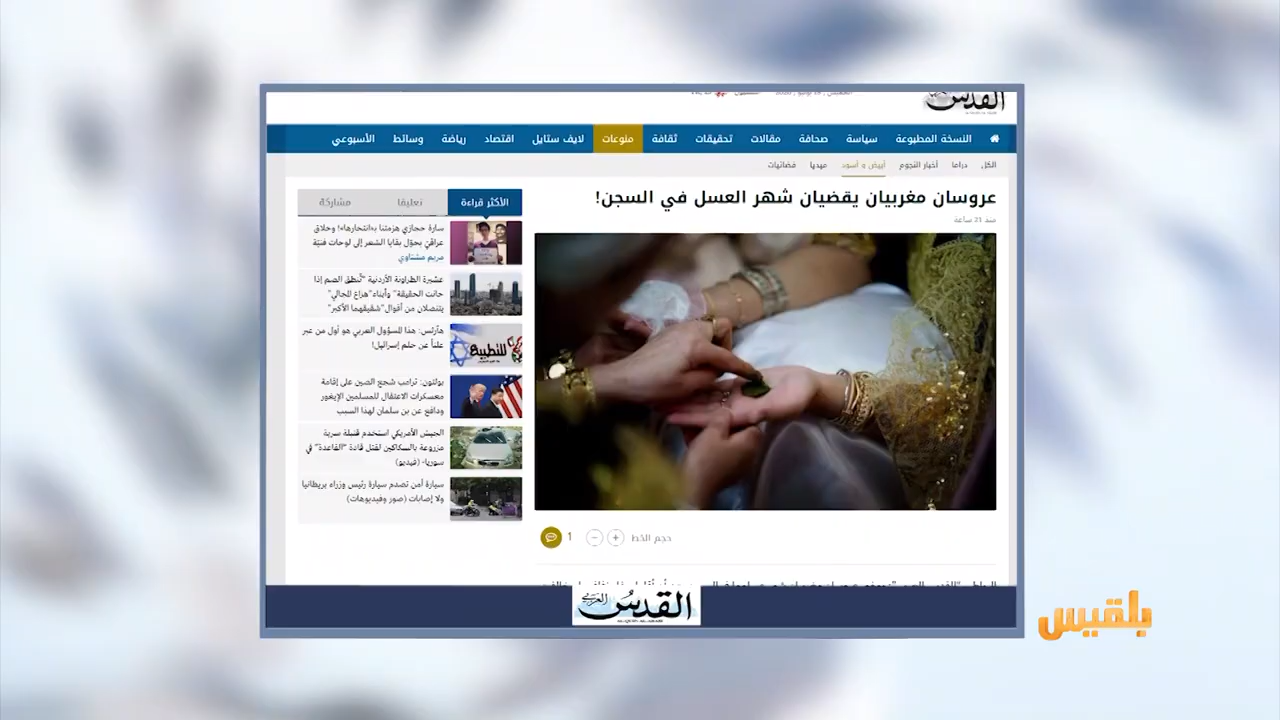 القدس
النسخة المطبوعة سياسة صحافة مقالات تحقيقات ثقافة منوعات لايف ستايل اقتصاد رياضة وسائط الأسبوعي
الكل دراما أخبار النجوم أبيض و أسود ميديا فضائيات
عروسان مغربيان يقضيان شهر العسل في السجن!
منذ 21 ساعة
الأكثر قراءة تعليقا مشاركة
سارة حجازي هزمتنا بـ«انتحارها»! وحلاق
عراقيّ يحوّل بقايا الشعر إلى لوحات فنيّة
مريم مشتاوي
عشيرة الطراونة الأردنية "تُنطق الصم إذا
حانت الحقيقة" وأبناء "هزاع المجالي"
يتنصلان من أقوال "شقيقهما الأكبر"
هآرتس: هذا المسؤول العربي هو أول من عبر
علناً عن حلم إسرائيل!
للتطبيع
بولتون: ترامب شجع الصين على إقامة
معسكرات الاعتقال للمسلمين الإيغور
ودافع عن بن سلمان لهذا السبب
الجيش الأمريكي استخدم قنبلة سرية
مزروعة بالسكاكين لقتل قادة "القاعدة" في
سوريا- (فيديو)
سيارة أمن تصدم سيارة رئيس وزراء بريطانيا
ولا إصابات (صور وفيديوهات)
حجم الخط + − 1
القدس العربي
بلقيس